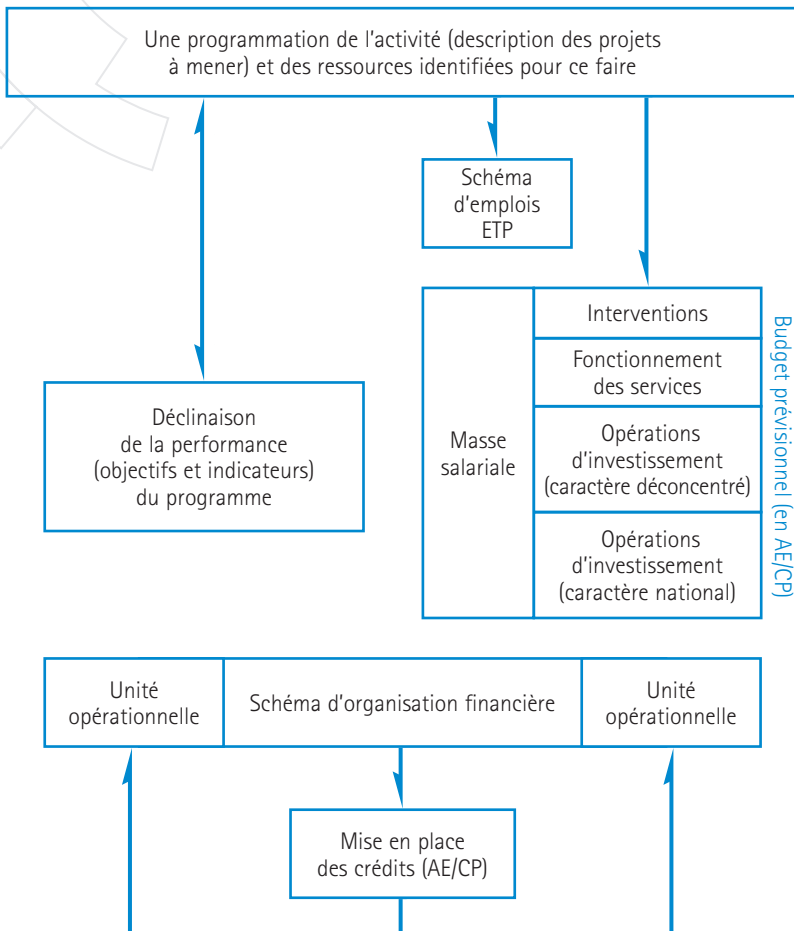 Une programmation de l'activité (description des projets
à mener) et des ressources identifiées pour ce faire
Schéma
d'emplois
ETP
Déclinaison
de la performance
(objectifs et indicateurs)
du programme
Masse
salariale
Interventions
Fonctionnement
des services
Opérations
d'investissement
(caractère déconcentré)
Opérations
d'investissement
(caractère national)
Budget prévisionnel (en AE/CP)
Unité
opérationnelle
Schéma d'organisation financière
Unité
opérationnelle
Mise en place
des crédits (AE/CP)